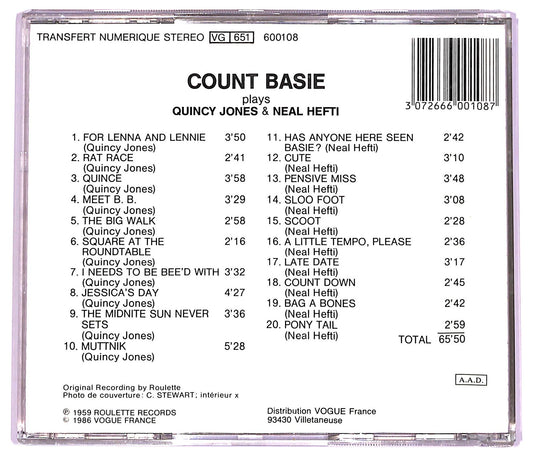 TRANSFERT NUMERIQUE STEREO VG 651 600108
3 072666 001087
COUNT BASIE
plays
QUINCY JONES & NEAL HEFTI
1. FOR LENNA AND LENNIE 3'50
(Quincy Jones)
2. RAT RACE 2'41
(Quincy Jones)
3. QUINCE 3'58
(Quincy Jones)
4. MEET B. B. 3'29
(Quincy Jones)
5. THE BIG WALK 2'58
(Quincy Jones)
6. SQUARE AT THE 2'16
ROUNDTABLE
(Quincy Jones)
7. I NEEDS TO BE BEE'D WITH 3'32
(Quincy Jones)
8. JESSICA'S DAY 4'27
(Quincy Jones)
9. THE MIDNITE SUN NEVER 3'36
SETS
(Quincy Jones)
10. MUTTNIK 5'28
(Quincy Jones)
11. HAS ANYONE HERE SEEN 2'42
BASIE? (Neal Hefti)
12. CUTE 3'10
(Neal Hefti)
13. PENSIVE MISS 3'48
(Neal Hefti)
14. SLOO FOOT 3'08
(Neal Hefti)
15. SCOOT 2'28
(Neal Hefti)
16. A LITTLE TEMPO, PLEASE 2'36
(Neal Hefti)
17. LATE DATE 3'17
(Neal Hefti)
18. COUNT DOWN 2'45
(Neal Hefti)
19. BAG A BONES 2'42
(Neal Hefti)
20. PONY TAIL 2'59
(Neal Hefti)
TOTAL 65'50
A.A.D.
Original Recording by Roulette
Photo de couverture : C. STEWART; intérieur x
℗ 1959 ROULETTE RECORDS
© 1986 VOGUE FRANCE
Distribution VOGUE France
93430 Villetaneuse